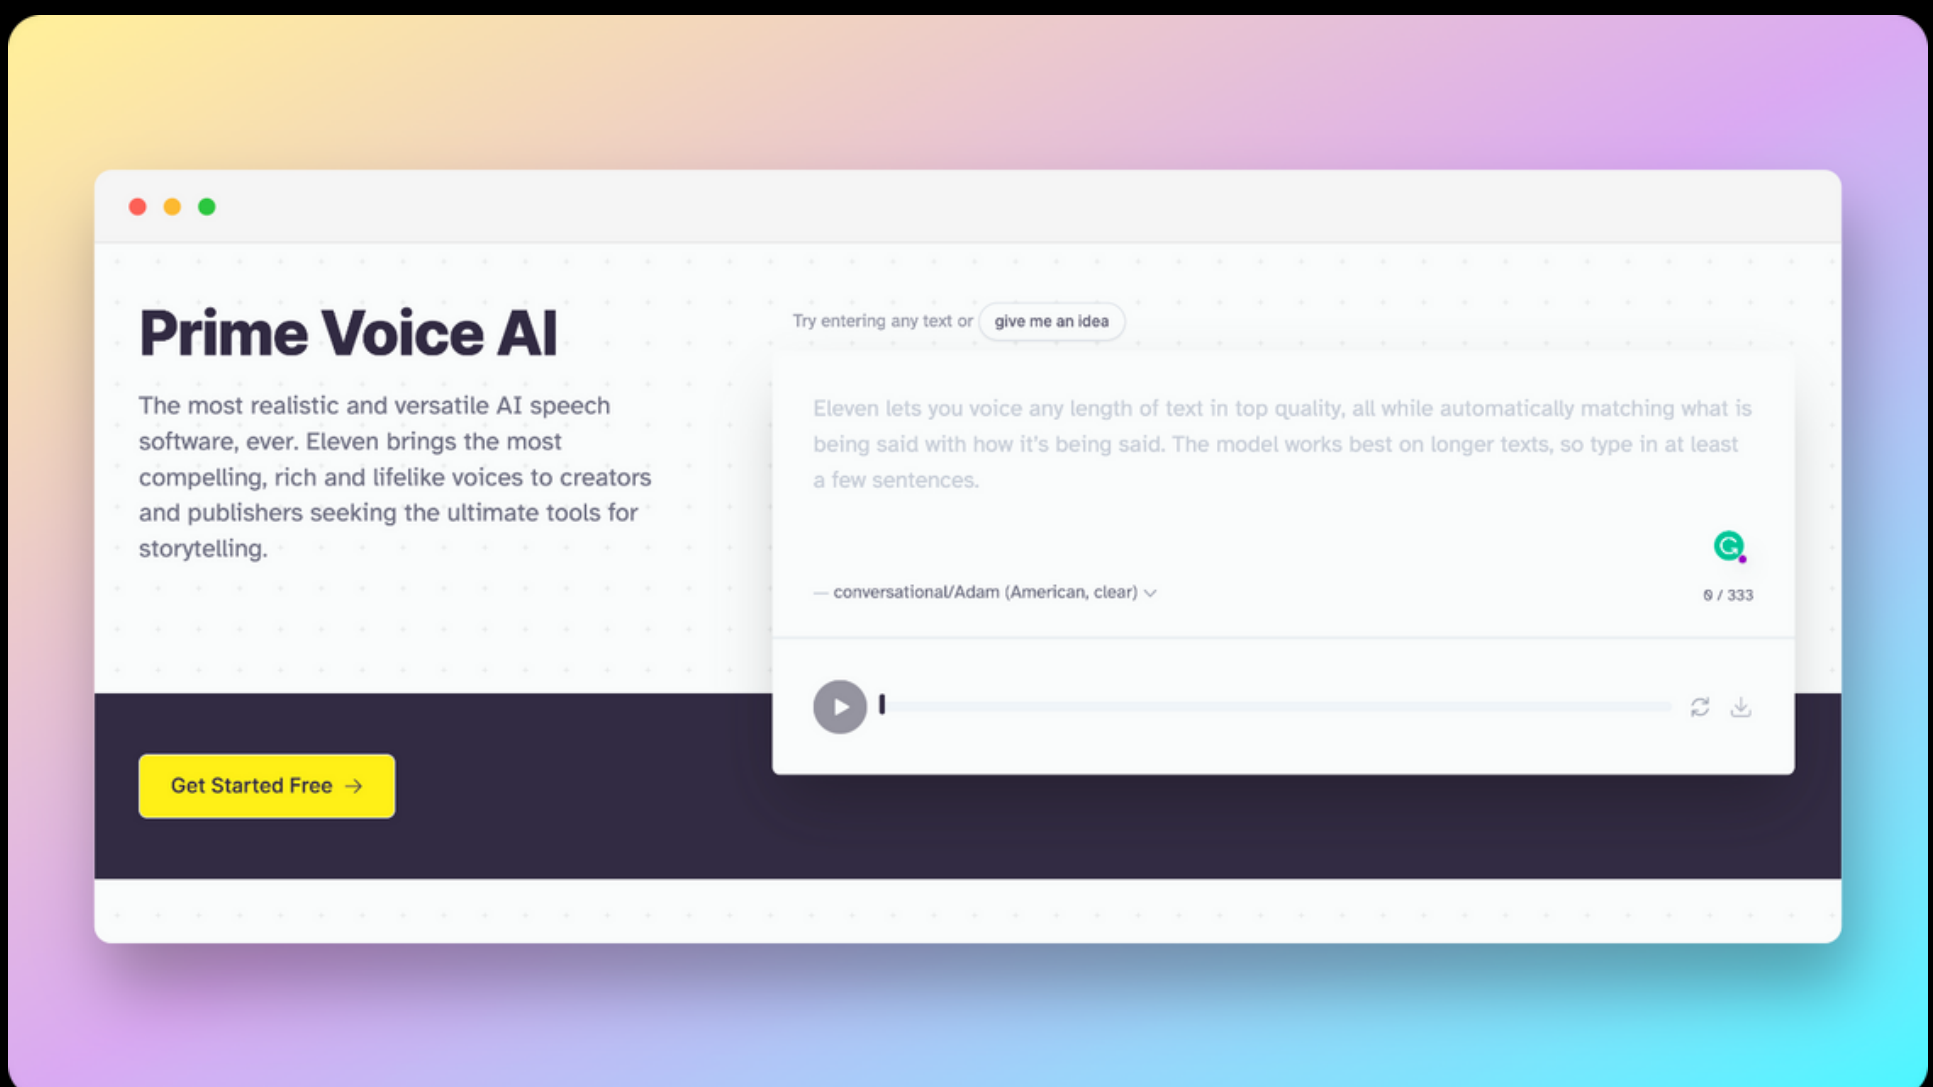 Prime Voice AI
The most realistic and versatile AI speech
software, ever. Eleven brings the most
compelling, rich and lifelike voices to creators
and publishers seeking the ultimate tools for
storytelling.
Get Started Free →
Try entering any text or give me an idea
Eleven lets you voice any length of text in top quality, all while automatically matching what is
being said with how it's being said. The model works best on longer texts, so type in at least
a few sentences.
— conversational/Adam (American, clear)
0 / 333